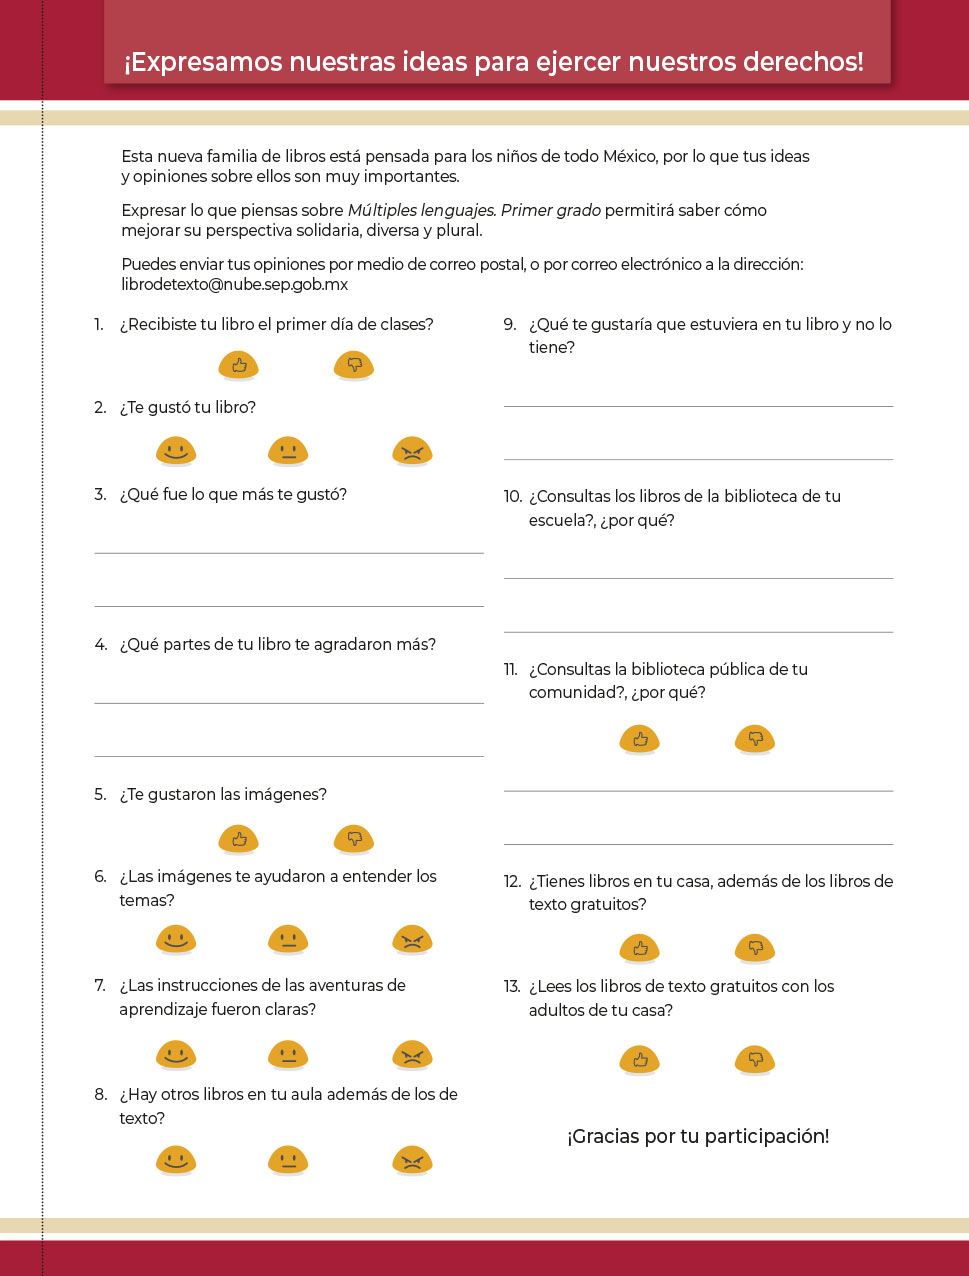 ¡Expresamos nuestras ideas para ejercer nuestros derechos!
Esta nueva familia de libros está pensada para los niños de todo México, por lo que tus ideas
y opiniones sobre ellos son muy importantes.
Expresar lo que piensas sobre Múltiples lenguajes. Primer grado permitirá saber cómo
mejorar su perspectiva solidaria, diversa y plural.
Puedes enviar tus opiniones por medio de correo postal, o por correo electrónico a la dirección:
librodetexto@nube.sep.gob.mx
1. ¿Recibiste tu libro el primer día de clases?
2. ¿Te gustó tu libro?
3. ¿Qué fue lo que más te gustó?
4. ¿Qué partes de tu libro te agradaron más?
5. ¿Te gustaron las imágenes?
6. ¿Las imágenes te ayudaron a entender los
temas?
7. ¿Las instrucciones de las aventuras de
aprendizaje fueron claras?
8. ¿Hay otros libros en tu aula además de los de
texto?
9. ¿Qué te gustaría que estuviera en tu libro y no lo
tiene?
10. ¿Consultas los libros de la biblioteca de tu
escuela?, ¿por qué?
11. ¿Consultas la biblioteca pública de tu
comunidad?, ¿por qué?
12. ¿Tienes libros en tu casa, además de los libros de
texto gratuitos?
13. ¿Lees los libros de texto gratuitos con los
adultos de tu casa?
¡Gracias por tu participación!